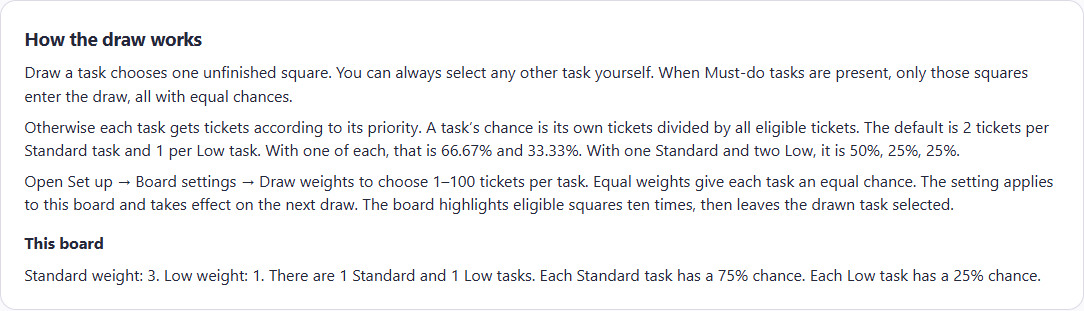 How the draw works
Draw a task chooses one unfinished square. You can always select any other task yourself. When Must-do tasks are present, only those squares
enter the draw, all with equal chances.
Otherwise each task gets tickets according to its priority. A task’s chance is its own tickets divided by all eligible tickets. The default is 2 tickets per
Standard task and 1 per Low task. With one of each, that is 66.67% and 33.33%. With one Standard and two Low, it is 50%, 25%, 25%.
Open Set up → Board settings → Draw weights to choose 1–100 tickets per task. Equal weights give each task an equal chance. The setting applies
to this board and takes effect on the next draw. The board highlights eligible squares ten times, then leaves the drawn task selected.
This board
Standard weight: 3. Low weight: 1. There are 1 Standard and 1 Low tasks. Each Standard task has a 75% chance. Each Low task has a 25% chance.